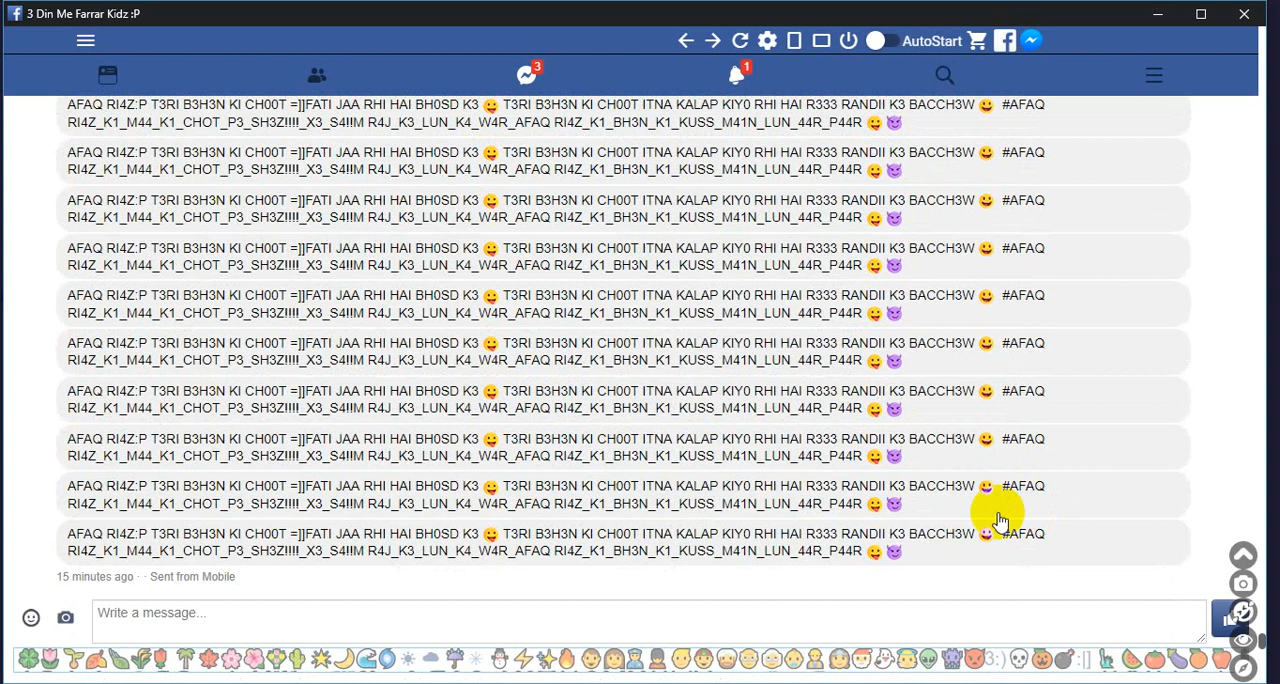 3 Din Me Farrar Kidz :P
AutoStart
3
1
AFAQ RI4Z:P T3RI B3H3N KI CH00T =]]FATI JAA RHI HAI BH0SD K3 😜 T3RI B3H3N KI CH00T ITNA KALAP KIY0 RHI HAI R333 RANDII K3 BACCH3W 😀 #AFAQ
RI4Z_K1_M44_K1_CHOT_P3_SH3Z!!!!_X3_S4!!M R4J_K3_LUN_K4_W4R_AFAQ RI4Z_K1_BH3N_K1_KUSS_M41N_LUN_44R_P44R 😜 😈
AFAQ RI4Z:P T3RI B3H3N KI CH00T =]]FATI JAA RHI HAI BH0SD K3 😜 T3RI B3H3N KI CH00T ITNA KALAP KIY0 RHI HAI R333 RANDII K3 BACCH3W 😀 #AFAQ
RI4Z_K1_M44_K1_CHOT_P3_SH3Z!!!!_X3_S4!!M R4J_K3_LUN_K4_W4R_AFAQ RI4Z_K1_BH3N_K1_KUSS_M41N_LUN_44R_P44R 😜 😈
AFAQ RI4Z:P T3RI B3H3N KI CH00T =]]FATI JAA RHI HAI BH0SD K3 😜 T3RI B3H3N KI CH00T ITNA KALAP KIY0 RHI HAI R333 RANDII K3 BACCH3W 😀 #AFAQ
RI4Z_K1_M44_K1_CHOT_P3_SH3Z!!!!_X3_S4!!M R4J_K3_LUN_K4_W4R_AFAQ RI4Z_K1_BH3N_K1_KUSS_M41N_LUN_44R_P44R 😜 😈
AFAQ RI4Z:P T3RI B3H3N KI CH00T =]]FATI JAA RHI HAI BH0SD K3 😜 T3RI B3H3N KI CH00T ITNA KALAP KIY0 RHI HAI R333 RANDII K3 BACCH3W 😀 #AFAQ
RI4Z_K1_M44_K1_CHOT_P3_SH3Z!!!!_X3_S4!!M R4J_K3_LUN_K4_W4R_AFAQ RI4Z_K1_BH3N_K1_KUSS_M41N_LUN_44R_P44R 😜 😈
AFAQ RI4Z:P T3RI B3H3N KI CH00T =]]FATI JAA RHI HAI BH0SD K3 😜 T3RI B3H3N KI CH00T ITNA KALAP KIY0 RHI HAI R333 RANDII K3 BACCH3W 😀 #AFAQ
RI4Z_K1_M44_K1_CHOT_P3_SH3Z!!!!_X3_S4!!M R4J_K3_LUN_K4_W4R_AFAQ RI4Z_K1_BH3N_K1_KUSS_M41N_LUN_44R_P44R 😜 😈
AFAQ RI4Z:P T3RI B3H3N KI CH00T =]]FATI JAA RHI HAI BH0SD K3 😜 T3RI B3H3N KI CH00T ITNA KALAP KIY0 RHI HAI R333 RANDII K3 BACCH3W 😀 #AFAQ
RI4Z_K1_M44_K1_CHOT_P3_SH3Z!!!!_X3_S4!!M R4J_K3_LUN_K4_W4R_AFAQ RI4Z_K1_BH3N_K1_KUSS_M41N_LUN_44R_P44R 😜 😈
AFAQ RI4Z:P T3RI B3H3N KI CH00T =]]FATI JAA RHI HAI BH0SD K3 😜 T3RI B3H3N KI CH00T ITNA KALAP KIY0 RHI HAI R333 RANDII K3 BACCH3W 😀 #AFAQ
RI4Z_K1_M44_K1_CHOT_P3_SH3Z!!!!_X3_S4!!M R4J_K3_LUN_K4_W4R_AFAQ RI4Z_K1_BH3N_K1_KUSS_M41N_LUN_44R_P44R 😜 😈
AFAQ RI4Z:P T3RI B3H3N KI CH00T =]]FATI JAA RHI HAI BH0SD K3 😜 T3RI B3H3N KI CH00T ITNA KALAP KIY0 RHI HAI R333 RANDII K3 BACCH3W 😀 #AFAQ
RI4Z_K1_M44_K1_CHOT_P3_SH3Z!!!!_X3_S4!!M R4J_K3_LUN_K4_W4R_AFAQ RI4Z_K1_BH3N_K1_KUSS_M41N_LUN_44R_P44R 😜 😈
AFAQ RI4Z:P T3RI B3H3N KI CH00T =]]FATI JAA RHI HAI BH0SD K3 😜 T3RI B3H3N KI CH00T ITNA KALAP KIY0 RHI HAI R333 RANDII K3 BACCH3W 😀 #AFAQ
RI4Z_K1_M44_K1_CHOT_P3_SH3Z!!!!_X3_S4!!M R4J_K3_LUN_K4_W4R_AFAQ RI4Z_K1_BH3N_K1_KUSS_M41N_LUN_44R_P44R 😜 😈
AFAQ RI4Z:P T3RI B3H3N KI CH00T =]]FATI JAA RHI HAI BH0SD K3 😜 T3RI B3H3N KI CH00T ITNA KALAP KIY0 RHI HAI R333 RANDII K3 BACCH3W 😀 #AFAQ
RI4Z_K1_M44_K1_CHOT_P3_SH3Z!!!!_X3_S4!!M R4J_K3_LUN_K4_W4R_AFAQ RI4Z_K1_BH3N_K1_KUSS_M41N_LUN_44R_P44R 😜 😈
15 minutes ago · · Sent from Mobile
Write a message...
3:) :|]